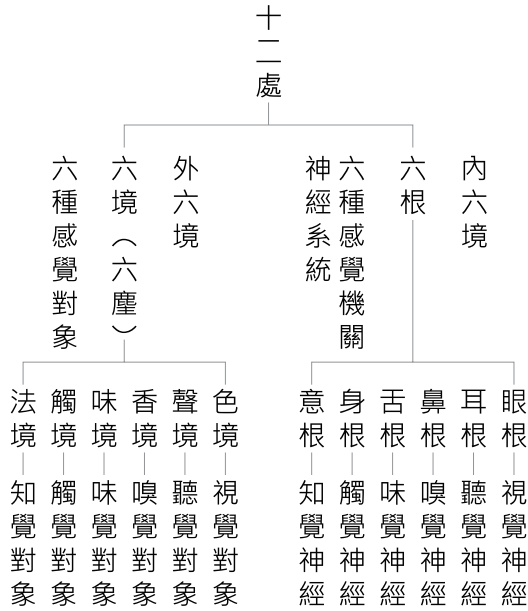 十二處
內六境
六根
六種感覺機關
神經系統
外六境
六境（六塵）
六種感覺對象
眼根
耳根
鼻根
舌根
身根
意根
色境
聲境
香境
味境
觸境
法境
視覺神經
聽覺神經
嗅覺神經
味覺神經
觸覺神經
知覺神經
視覺對象
聽覺對象
嗅覺對象
味覺對象
觸覺對象
知覺對象